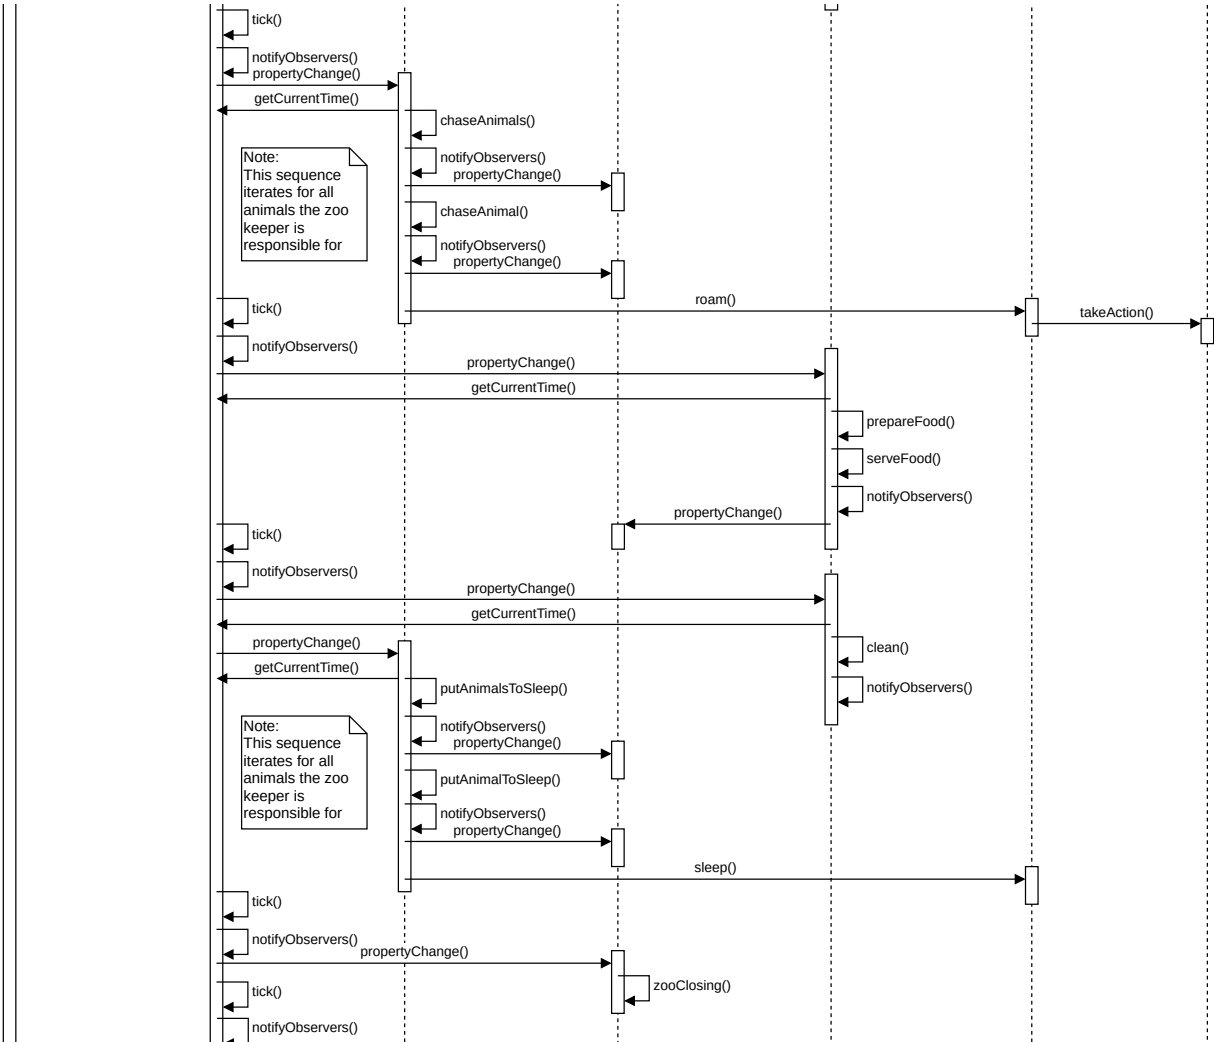 tick()
notifyObservers()
propertyChange()
getCurrentTime()
chaseAnimals()
Note:
This sequence
iterates for all
animals the zoo
keeper is
responsible for
notifyObservers()
propertyChange()
chaseAnimal()
notifyObservers()
propertyChange()
roam()
tick()
takeAction()
notifyObservers()
propertyChange()
getCurrentTime()
prepareFood()
serveFood()
notifyObservers()
propertyChange()
tick()
notifyObservers()
propertyChange()
getCurrentTime()
propertyChange()
clean()
getCurrentTime()
putAnimalsToSleep()
notifyObservers()
Note:
This sequence
iterates for all
animals the zoo
keeper is
responsible for
notifyObservers()
propertyChange()
putAnimalToSleep()
notifyObservers()
propertyChange()
sleep()
tick()
notifyObservers()
propertyChange()
zooClosing()
tick()
notifyObservers()